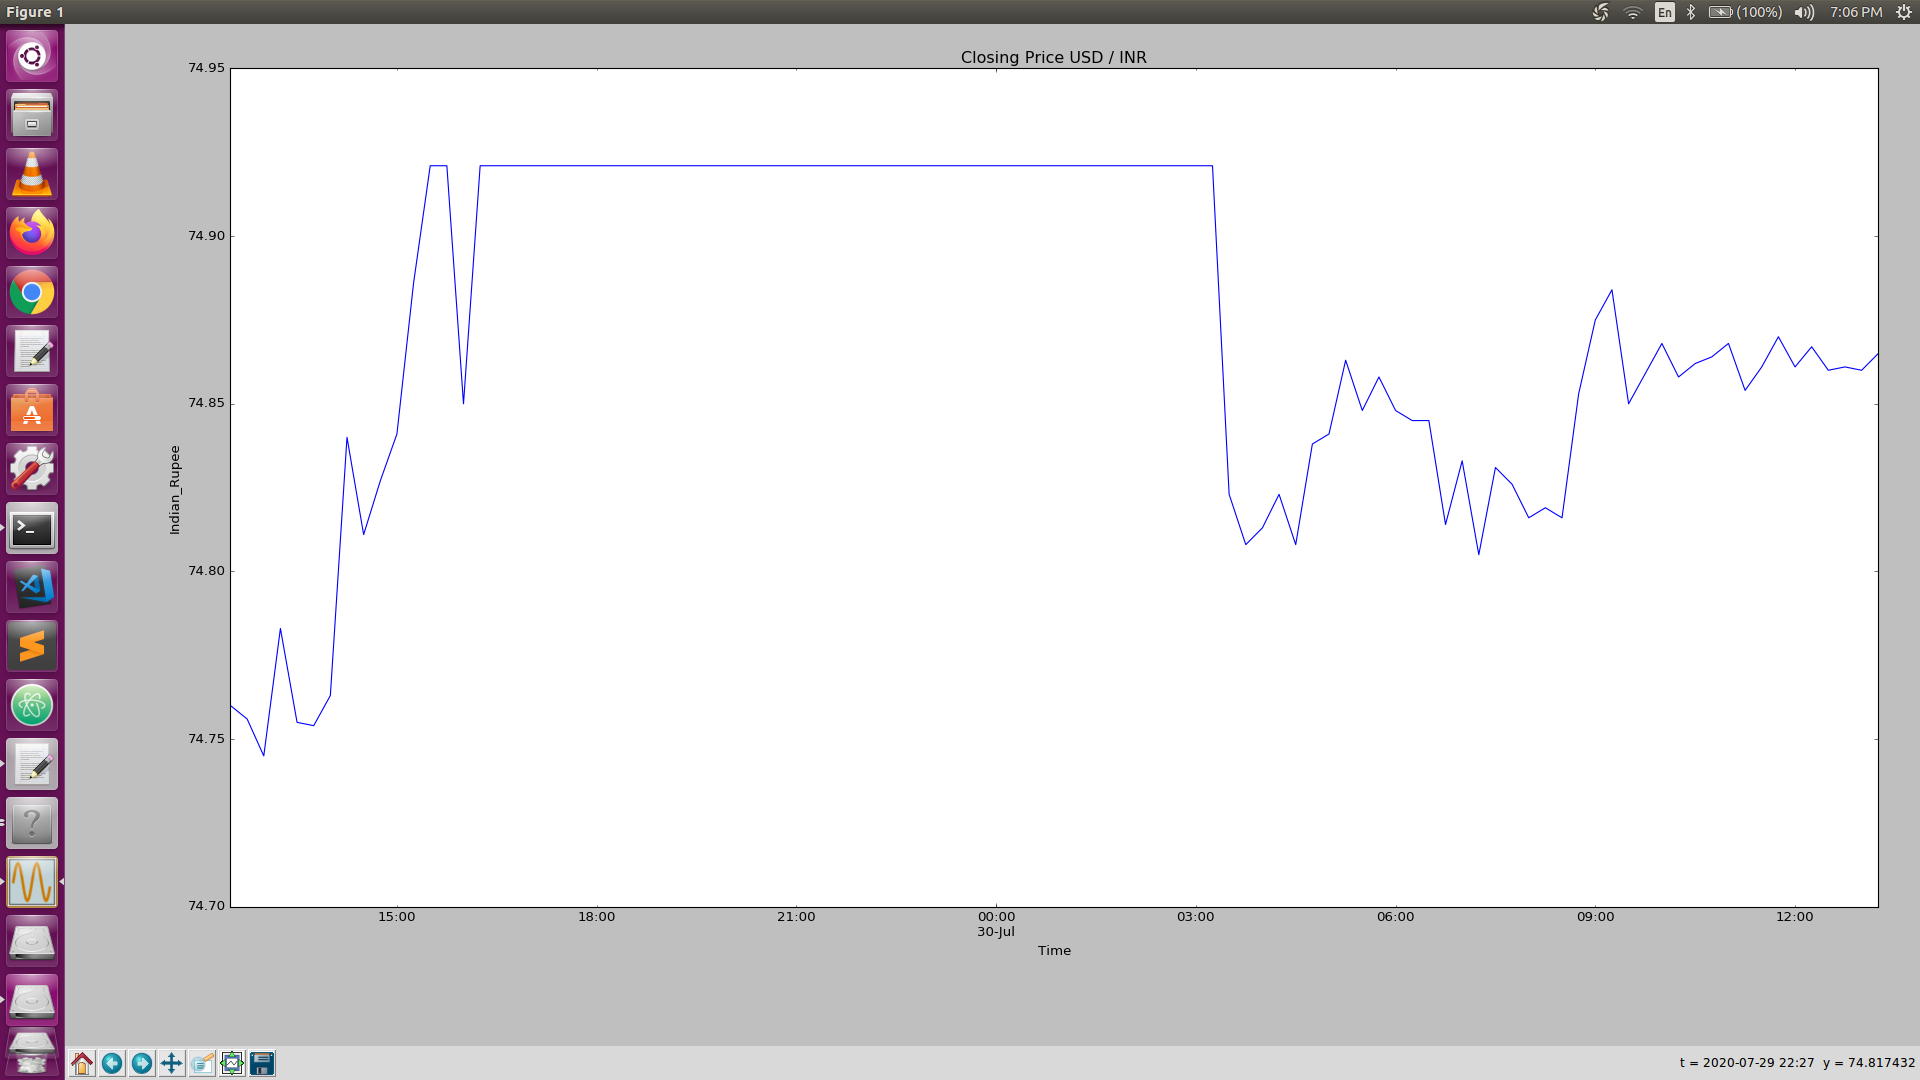 Figure 1
En
(100%)
7:06 PM
Closing Price USD / INR
74.95
74.90
74.85
74.80
74.75
74.70
Indian_Rupee
15:00 18:00 21:00 00:00 03:00 06:00 09:00 12:00
30-Jul
Time
t = 2020-07-29 22:27 y = 74.817432